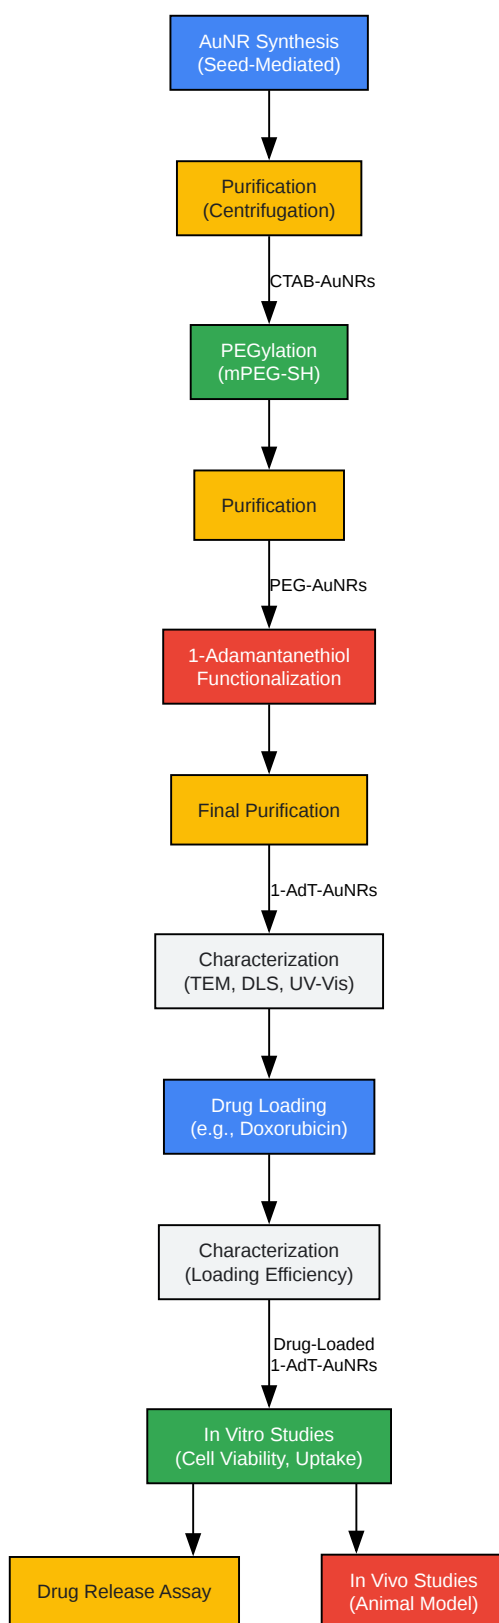 AuNR Synthesis
(Seed-Mediated)
Purification
(Centrifugation)
CTAB-AuNRs
PEGylation
(mPEG-SH)
Purification
PEG-AuNRs
1-Adamantanethiol
Functionalization
Final Purification
1-AdT-AuNRs
Characterization
(TEM, DLS, UV-Vis)
Drug Loading
(e.g., Doxorubicin)
Characterization
(Loading Efficiency)
Drug-Loaded
1-AdT-AuNRs
In Vitro Studies
(Cell Viability, Uptake)
Drug Release Assay
In Vivo Studies
(Animal Model)